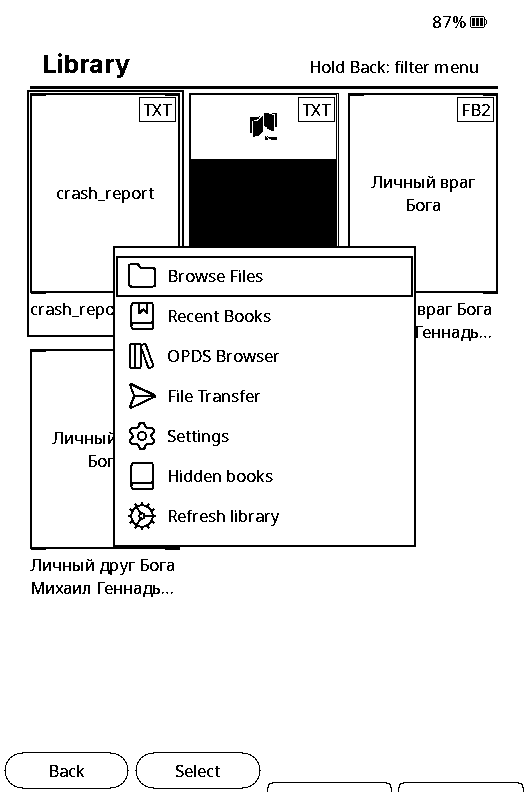 87%
Library
Hold Back: filter menu
TXT
TXT
FB2
crash_report
Личный враг
Бога
crash_repo
враг Бога
Геннадь...
Browse Files
Recent Books
OPDS Browser
File Transfer
Settings
Hidden books
Refresh library
Личный
Бог
Личный друг Бога
Михаил Геннадь...
Back
Select